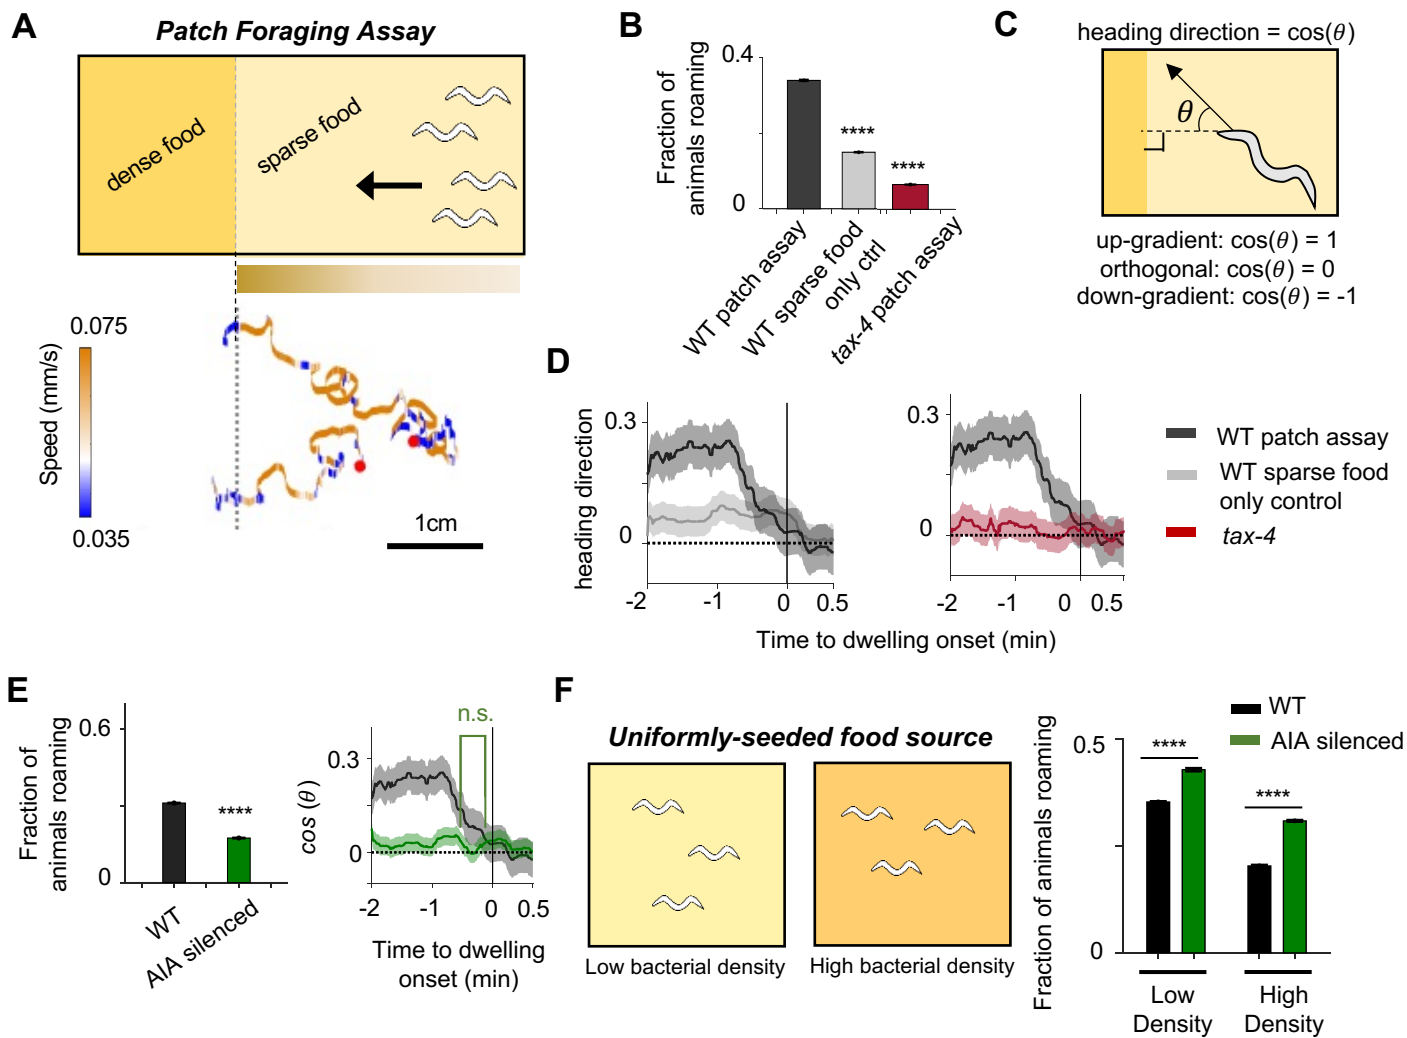 A
Patch Foraging Assay
dense food
sparse food
0.075
Speed (mm/s)
0.035
1cm
B
Fraction of
animals roaming
0.4
0
****
****
WT patch assay
WT sparse food
only ctrl
tax-4 patch assay
C
heading direction = cos(θ)
θ
up-gradient: cos(θ) = 1
orthogonal: cos(θ) = 0
down-gradient: cos(θ) = -1
D
heading direction
0.3
0
-2
-1
0
0.5
0.3
0
-2
-1
0
0.5
Time to dwelling onset (min)
WT patch assay
WT sparse food
only control
tax-4
E
Fraction of
animals roaming
0.6
0
****
WT
AIA silenced
n.s.
cos (θ)
0.3
0
-2
-1
0
0.5
Time to dwelling
onset (min)
F
Uniformly-seeded food source
Low bacterial density
High bacterial density
Fraction of animals roaming
0.5
0
WT
AIA silenced
****
****
Low
Density
High
Density